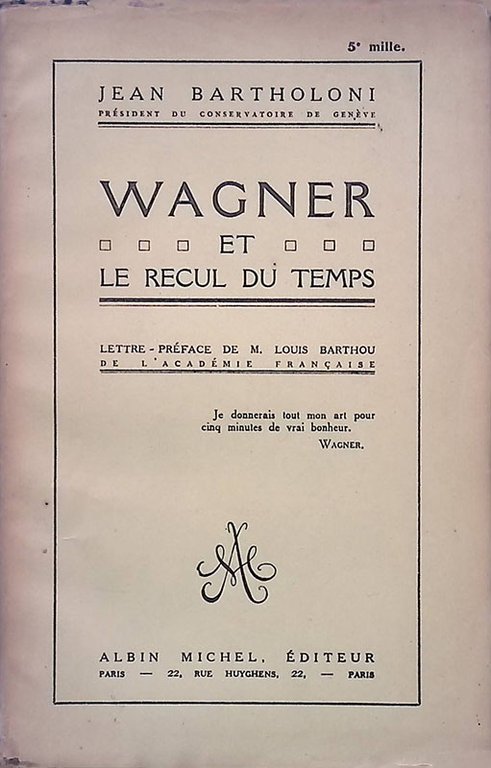 5e mille.
JEAN BARTHOLONI
PRÉSIDENT DU CONSERVATOIRE DE GENÈVE
WAGNER
ET
LE RECUL DU TEMPS
LETTRE-PRÉFACE DE M. LOUIS BARTHOU
DE L'ACADÉMIE FRANÇAISE
Je donnerais tout mon art pour
cinq minutes de vrai bonheur.
WAGNER.
AM
ALBIN MICHEL, ÉDITEUR
PARIS — 22, RUE HUYGHENS, 22, — PARIS